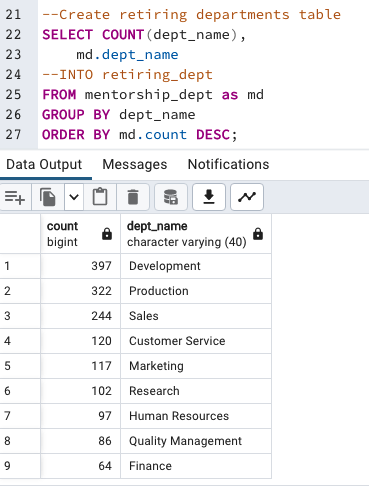 21 --Create retiring departments table
22 SELECT COUNT(dept_name),
23 md.dept_name
24 --INTO retiring_dept
25 FROM mentorship_dept as md
26 GROUP BY dept_name
27 ORDER BY md.count DESC;
Data Output Messages Notifications
count dept_name
bigint character varying (40)
1 397 Development
2 322 Production
3 244 Sales
4 120 Customer Service
5 117 Marketing
6 102 Research
7 97 Human Resources
8 86 Quality Management
9 64 Finance